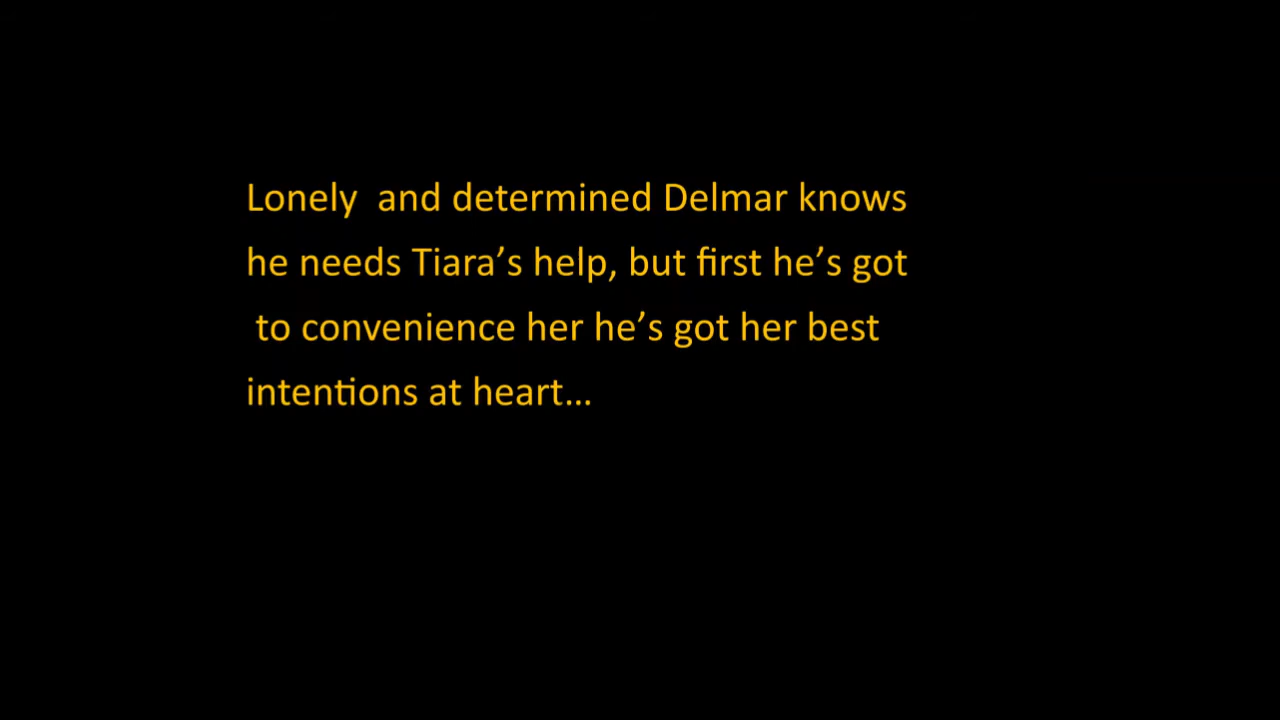 Lonely  and determined Delmar knows
he needs Tiara’s help, but first he’s got
to convenience her he’s got her best
intentions at heart…